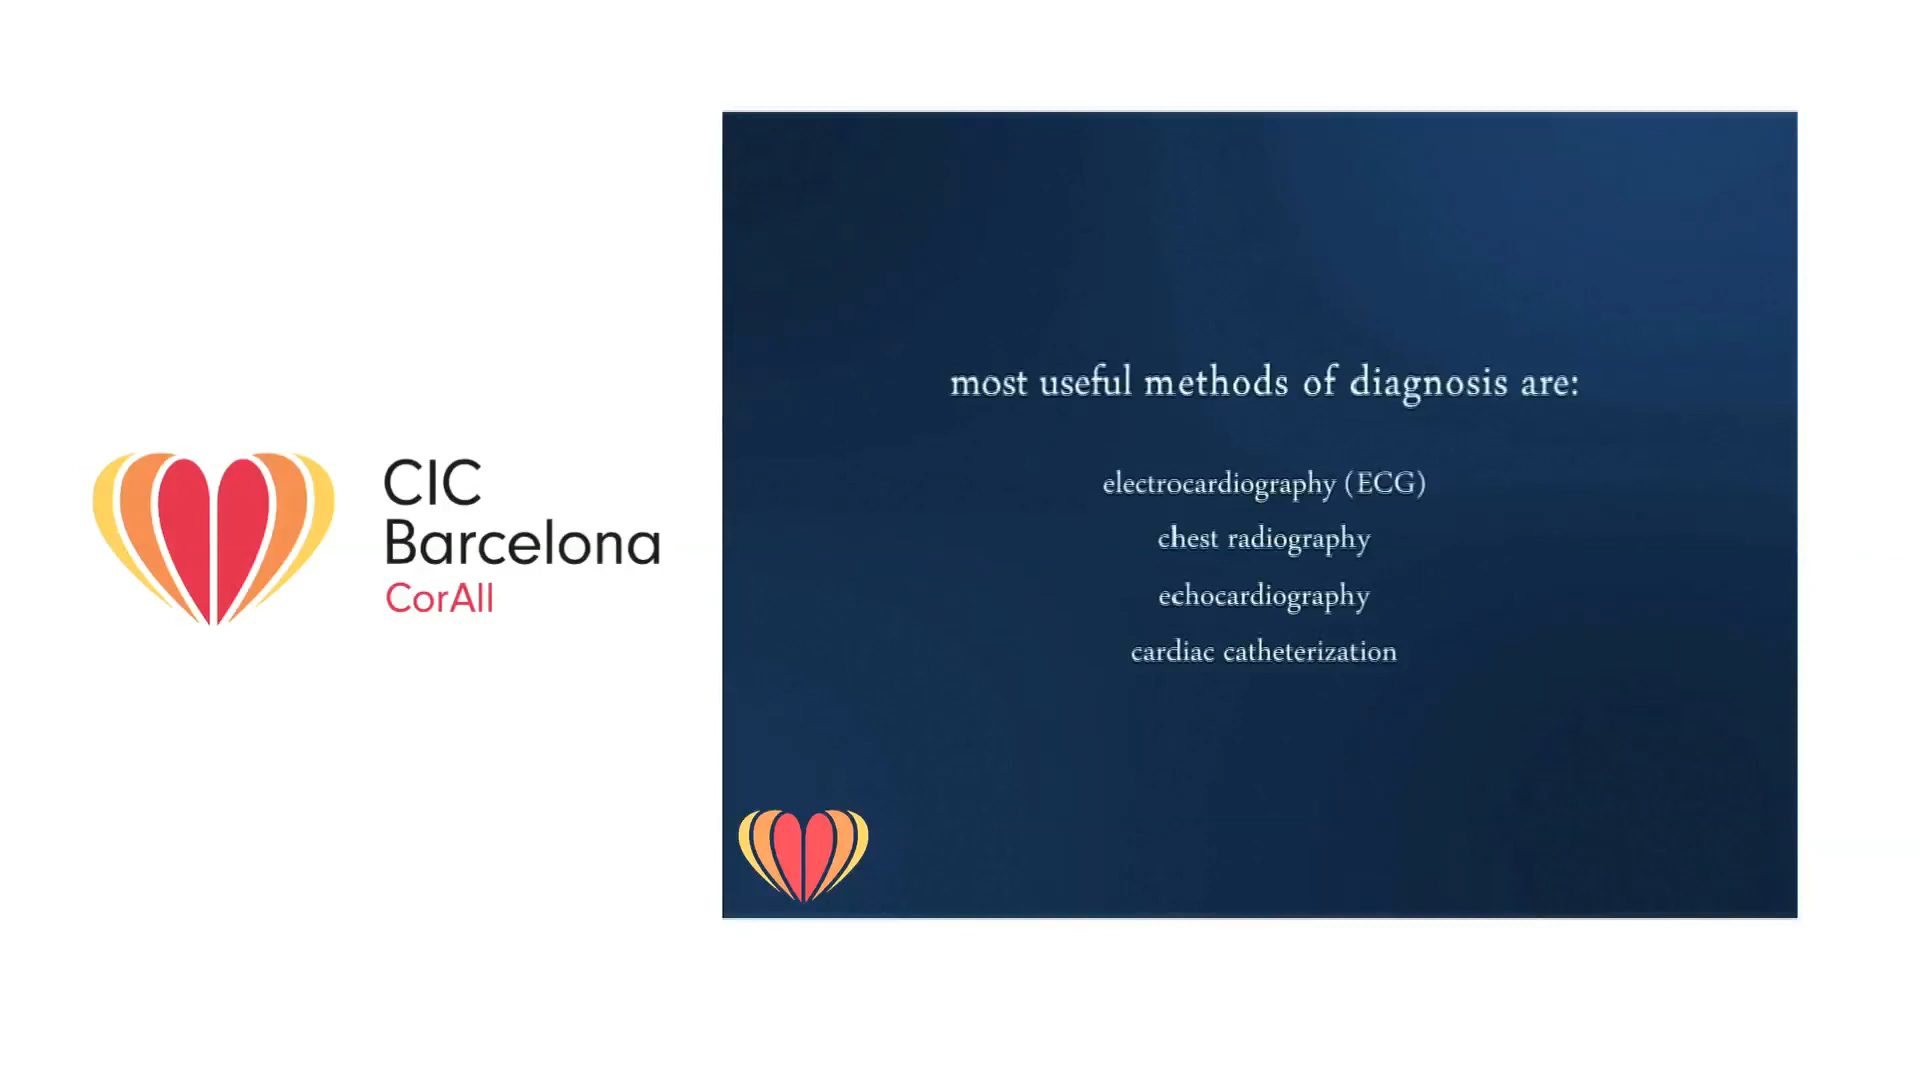 CIC
Barcelona
CorAll
most useful methods of diagnosis are:
electrocardiography (ECG)
chest radiography
echocardiography
cardiac catheterization